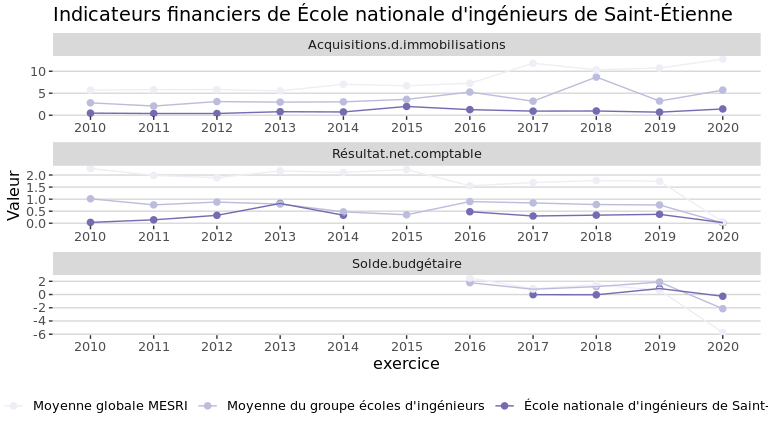 Indicateurs financiers de École nationale d'ingénieurs de Saint-Étienne
Acquisitions.d.immobilisations
10
5
0
2010 2011 2012 2013 2014 2015 2016 2017 2018 2019 2020
Résultat.net.comptable
2.0
1.5
1.0
0.5
0.0
2010 2011 2012 2013 2014 2015 2016 2017 2018 2019 2020
Valeur
Solde.budgétaire
2
0
-2
-4
-6
2010 2011 2012 2013 2014 2015 2016 2017 2018 2019 2020
exercice
Moyenne globale MESRI Moyenne du groupe écoles d'ingénieurs École nationale d'ingénieurs de Saint-